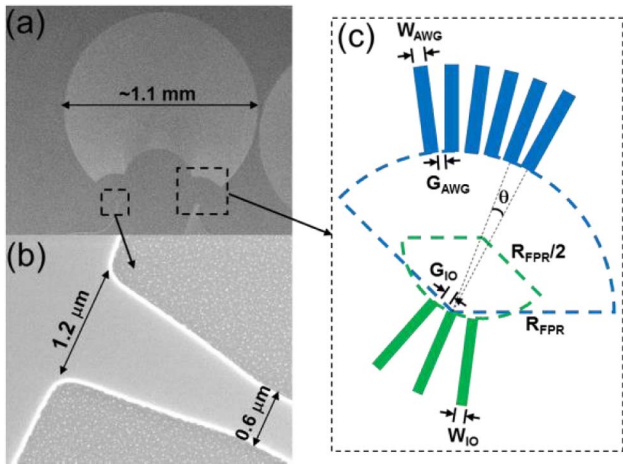 (a)
~1.1 mm
(b)
1.2 μm
0.6 μm
(c)
W_AWG
G_AWG
θ
R_FPR/2
G_IO
R_FPR
W_IO